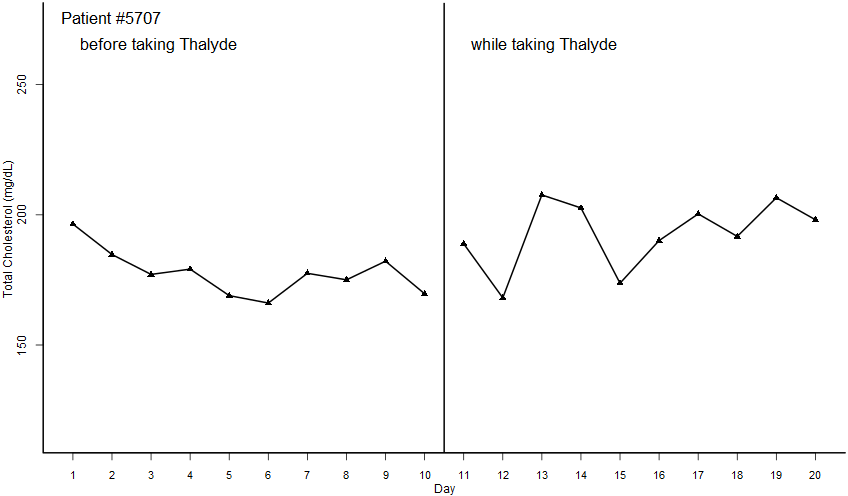 Patient #5707
before taking Thalyde
while taking Thalyde
Total Cholesterol (mg/dL)
250
200
150
1 2 3 4 5 6 7 8 9 10 11 12 13 14 15 16 17 18 19 20
Day